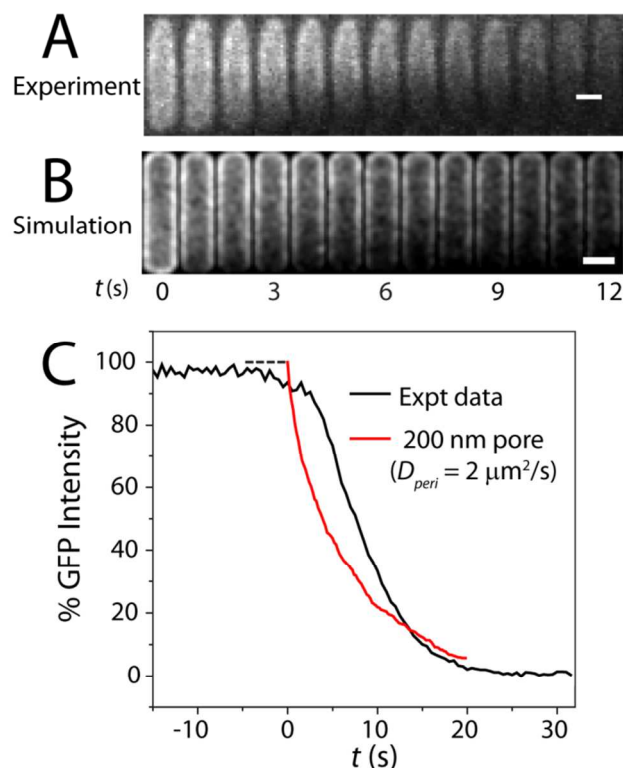 A
Experiment
B
Simulation
t (s) 0 3 6 9 12
C
100
80
60
40
20
0
% GFP Intensity
Expt data
200 nm pore
(D_peri = 2 μm²/s)
-10 0 10 20 30
t (s)